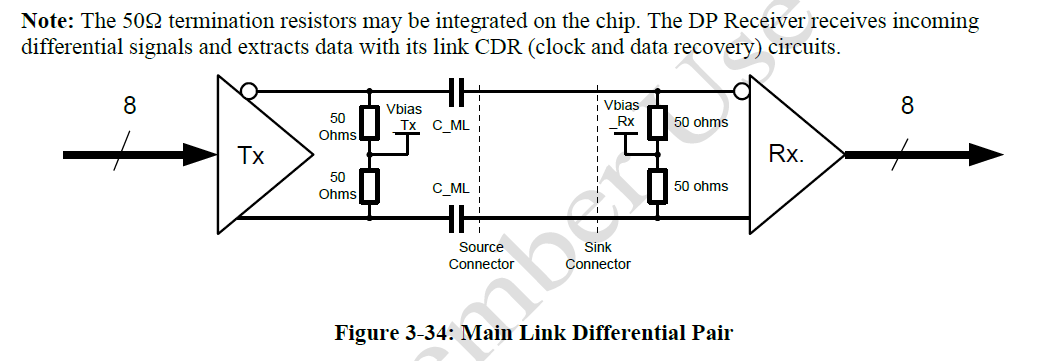 Note: The 50Ω termination resistors may be integrated on the chip. The DP Receiver receives incoming
differential signals and extracts data with its link CDR (clock and data recovery) circuits.
8
Tx
50
Ohms
50
Ohms
Vbias
Tx
C_ML
C_ML
Source
Connector
Vbias
_Rx
50 ohms
50 ohms
Sink
Connector
Rx.
8
mber Use
Figure 3-34: Main Link Differential Pair